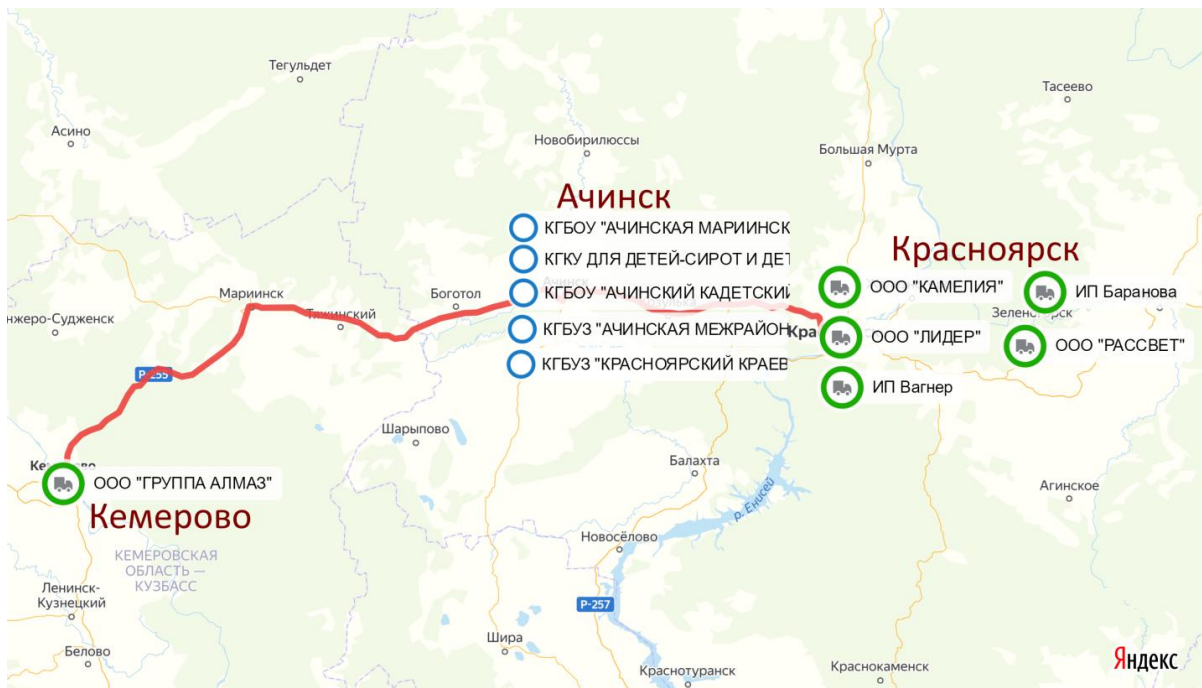 Тегульдет
Тасеево
Асино
Новобирилюссы
Большая Мурта
Ачинск
КГБОУ "АЧИНСКАЯ МАРИИНСК
КГКУ ДЛЯ ДЕТЕЙ-СИРОТ И ДЕТ
КГБОУ "АЧИНСКИЙ КАДЕТСКИЙ
КГБУЗ "АЧИНСКАЯ МЕЖРАЙОН
КГБУЗ "КРАСНОЯРСКИЙ КРАЕВ
Красноярск
ООО "КАМЕЛИЯ"
ИП Баранова
ООО "ЛИДЕР"
ООО "РАССВЕТ"
ИП Вагнер
Мариинск
Боготол
Тяжинский
нжеро-Судженск
Кра
Р-255
Шарыпово
Балахта
ООО "ГРУППА АЛМАЗ"
Кемерово
Агинское
р. Енисей
Новосёлово
КЕМЕРОВСКАЯ
ОБЛАСТЬ —
КУЗБАСС
Ленинск-
Кузнецкий
Р-257
Шира
Белово
Краснотуранск
Краснокаменск
Яндекс